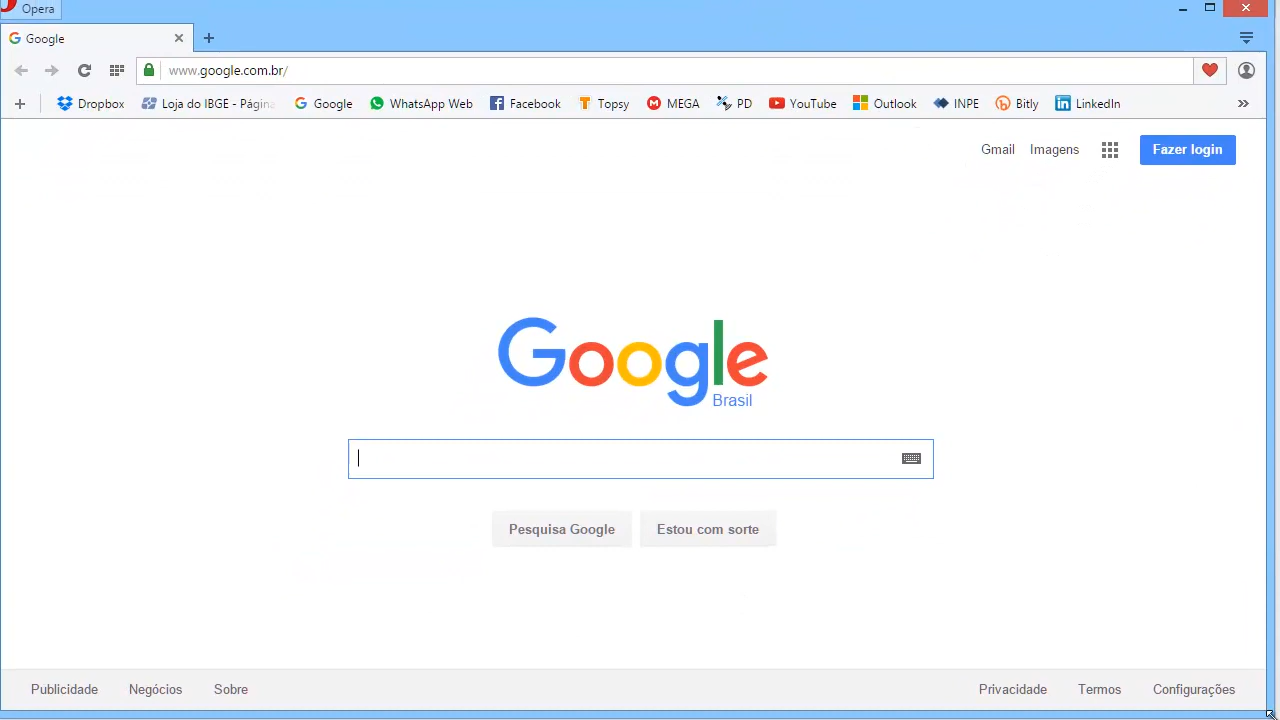 Opera
Google
www.google.com.br/
Dropbox Loja do IBGE - Págin Google WhatsApp Web Facebook Topsy MEGA PD YouTube Outlook INPE Bitly LinkedIn
Gmail Imagens Fazer login
Google
Brasil
Pesquisa Google Estou com sorte
Publicidade Negócios Sobre Privacidade Termos Configurações